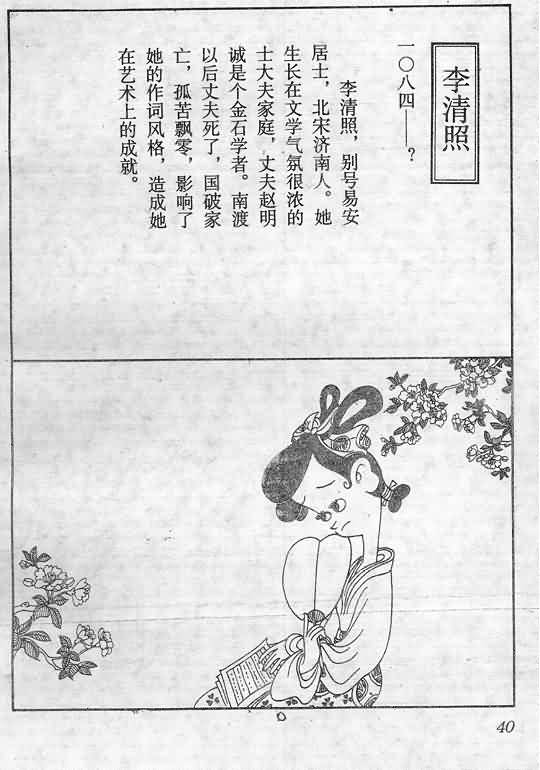 李清照
一〇八四—?
李清照，别号易安
居士，北宋济南人。她
生长在文学气氛很浓的
士大夫家庭，丈夫赵明
诚是个金石学者。南渡
以后丈夫死了，国破家
亡，孤苦飘零，影响了
她的作词风格，造成她
在艺术上的成就。
40